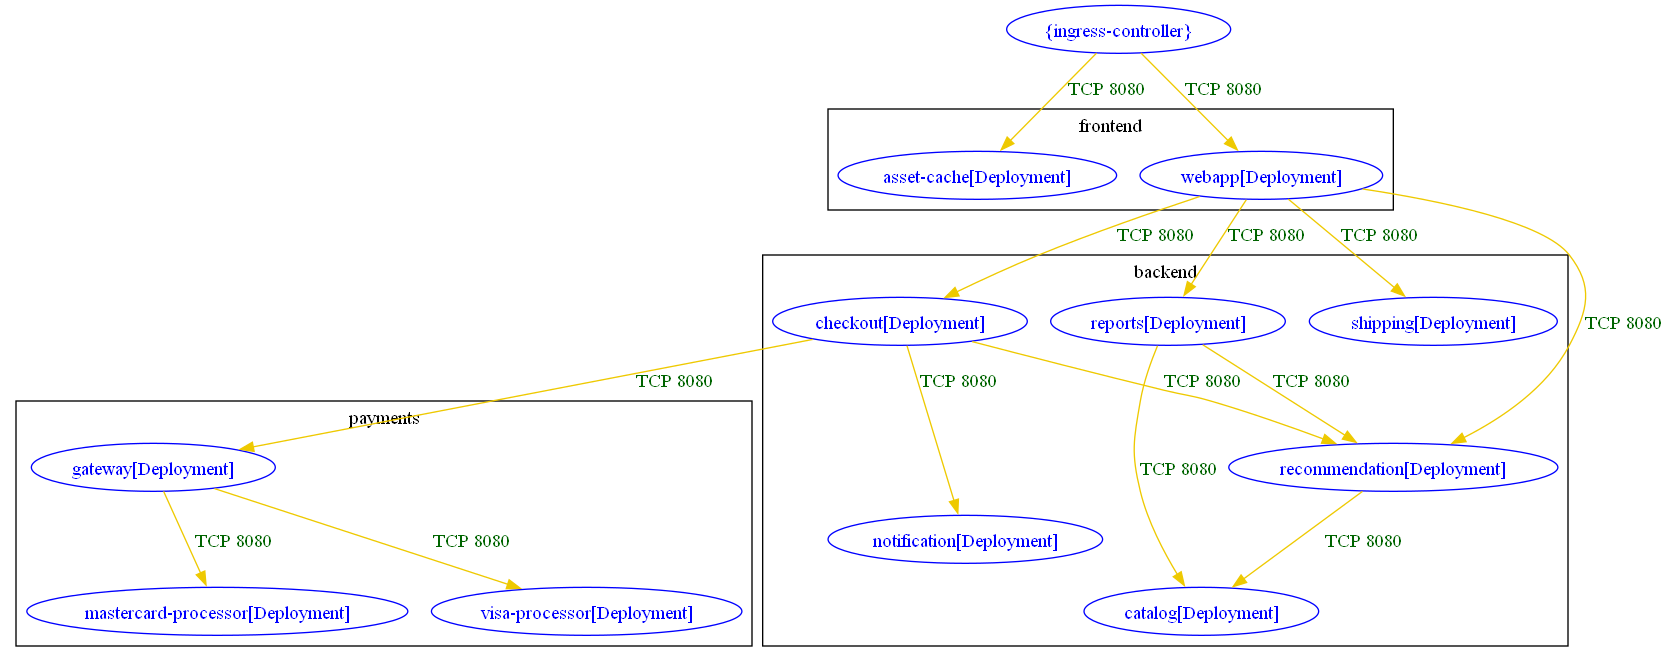 {ingress-controller}
TCP 8080
TCP 8080
frontend
asset-cache[Deployment]
webapp[Deployment]
TCP 8080
TCP 8080
TCP 8080
backend
checkout[Deployment]
reports[Deployment]
shipping[Deployment]
TCP 8080
TCP 8080
TCP 8080
TCP 8080
TCP 8080
payments
gateway[Deployment]
TCP 8080
recommendation[Deployment]
TCP 8080
TCP 8080
notification[Deployment]
TCP 8080
mastercard-processor[Deployment]
visa-processor[Deployment]
catalog[Deployment]